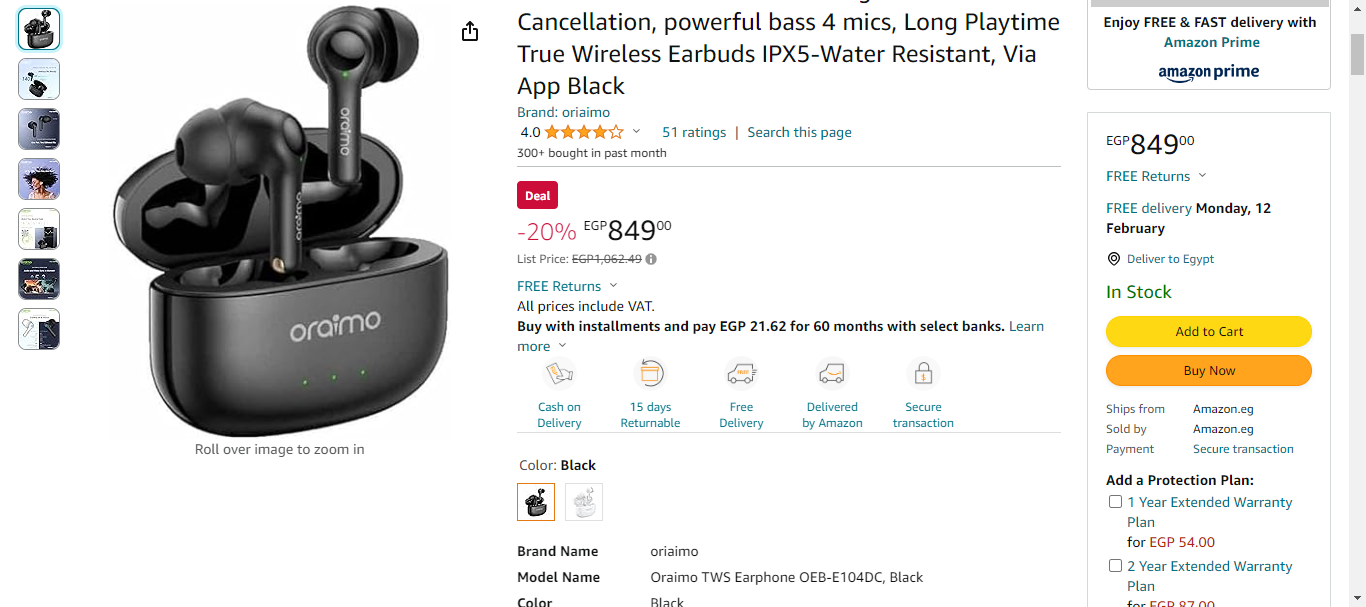 oraimo
oraimo
oraimo
Roll over image to zoom in
Cancellation, powerful bass 4 mics, Long Playtime
True Wireless Earbuds IPX5-Water Resistant, Via
App Black
Brand: oriaimo
4.0
51 ratings | Search this page
300+ bought in past month
Deal
-20% EGP84900
List Price: EGP1,062.49
FREE Returns
All prices include VAT.
Buy with installments and pay EGP 21.62 for 60 months with select banks. Learn
more
Cash on
Delivery
15 days
Returnable
Free
Delivery
Delivered
by Amazon
Secure
transaction
Color: Black
Brand Name oriaimo
Model Name Oraimo TWS Earphone OEB-E104DC, Black
Color Black
Enjoy FREE & FAST delivery with
Amazon Prime
amazon prime
EGP84900
FREE Returns
FREE delivery Monday, 12
February
Deliver to Egypt
In Stock
Add to Cart
Buy Now
Ships from Amazon.eg
Sold by Amazon.eg
Payment Secure transaction
Add a Protection Plan:
1 Year Extended Warranty
Plan
for EGP 54.00
2 Year Extended Warranty
Plan
for EGP 87.00